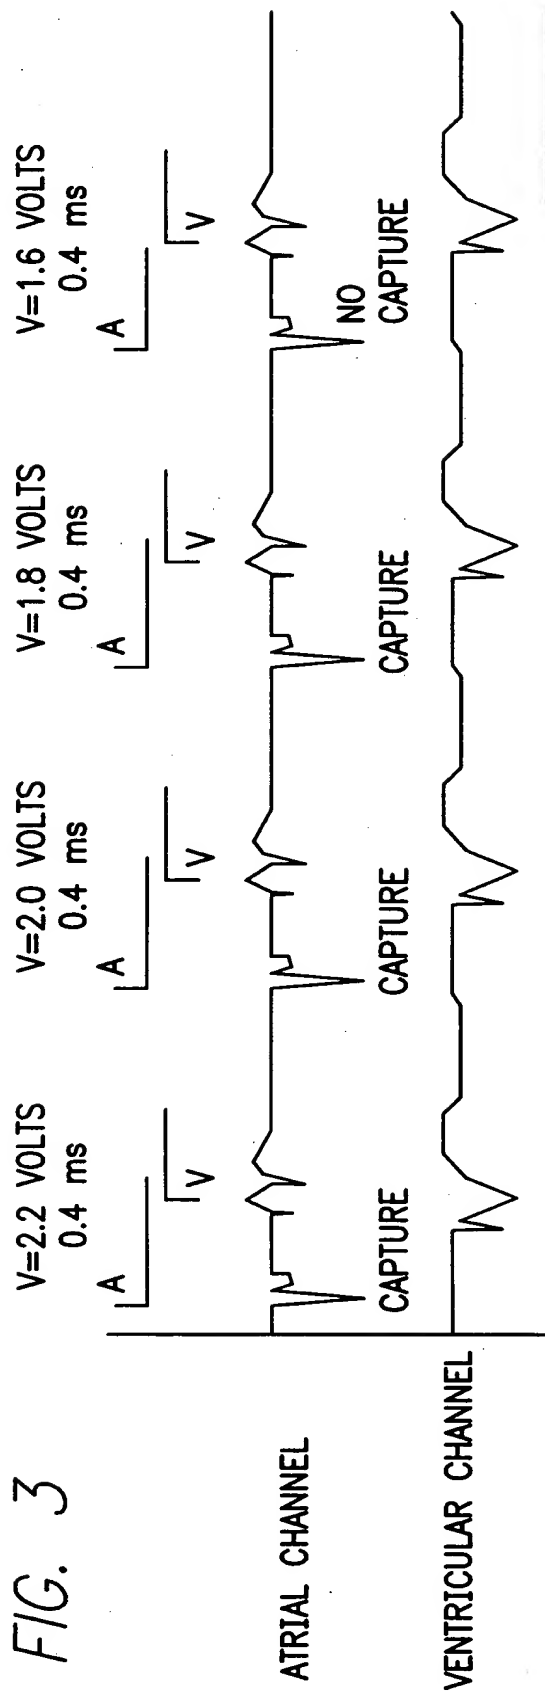 FIG. 3
V=2.2 VOLTS
0.4 ms
V=2.0 VOLTS
0.4 ms
V=1.8 VOLTS
0.4 ms
V=1.6 VOLTS
0.4 ms
A
V
A
V
A
V
A
V
ATRIAL CHANNEL
CAPTURE
CAPTURE
CAPTURE
NO
CAPTURE
VENTRICULAR CHANNEL